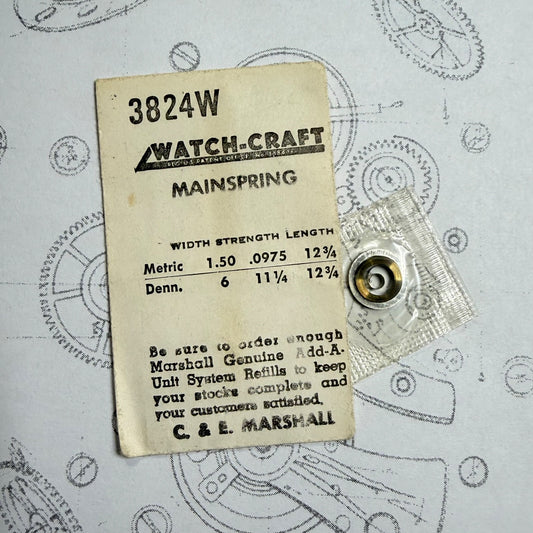 3824W
WATCH-CRAFT
MAINSPRING
WIDTH STRENGTH LENGTH
Metric 1.50 .0975 12¾
Denn. 6 11¼ 12¾
Be sure to order enough
Marshall Genuine Add-A-
Unit System Refills to keep
your stocks complete and
your customers satisfied.
C. & E. MARSHALL